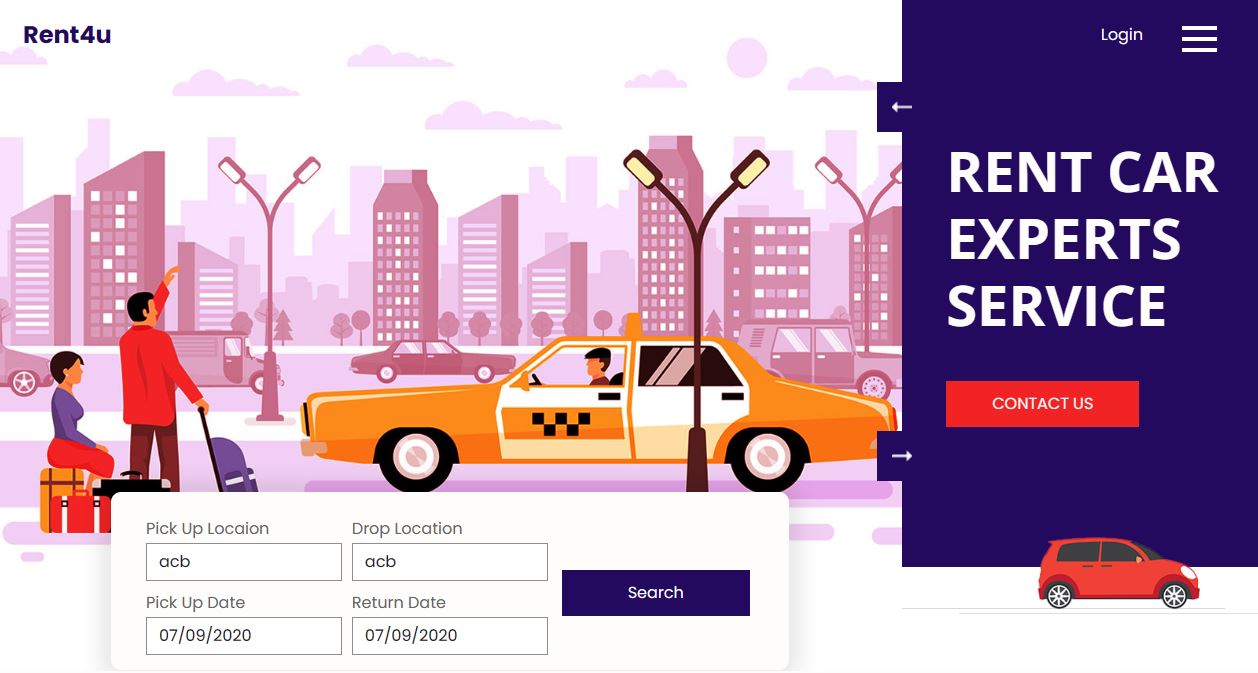 Rent4u
Login
RENT CAR
EXPERTS
SERVICE
CONTACT US
Pick Up Locaion
Drop Location
acb
acb
Search
Pick Up Date
Return Date
07/09/2020
07/09/2020